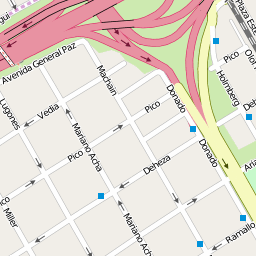 Plaza Este
Pico
Holmberg
Avenida General Paz
Machain
Donado
Pico
Lugones
Vedia
Mariano Acha
Pico
Deheza
Donado
Miller
Mariano Acha
Ramallo